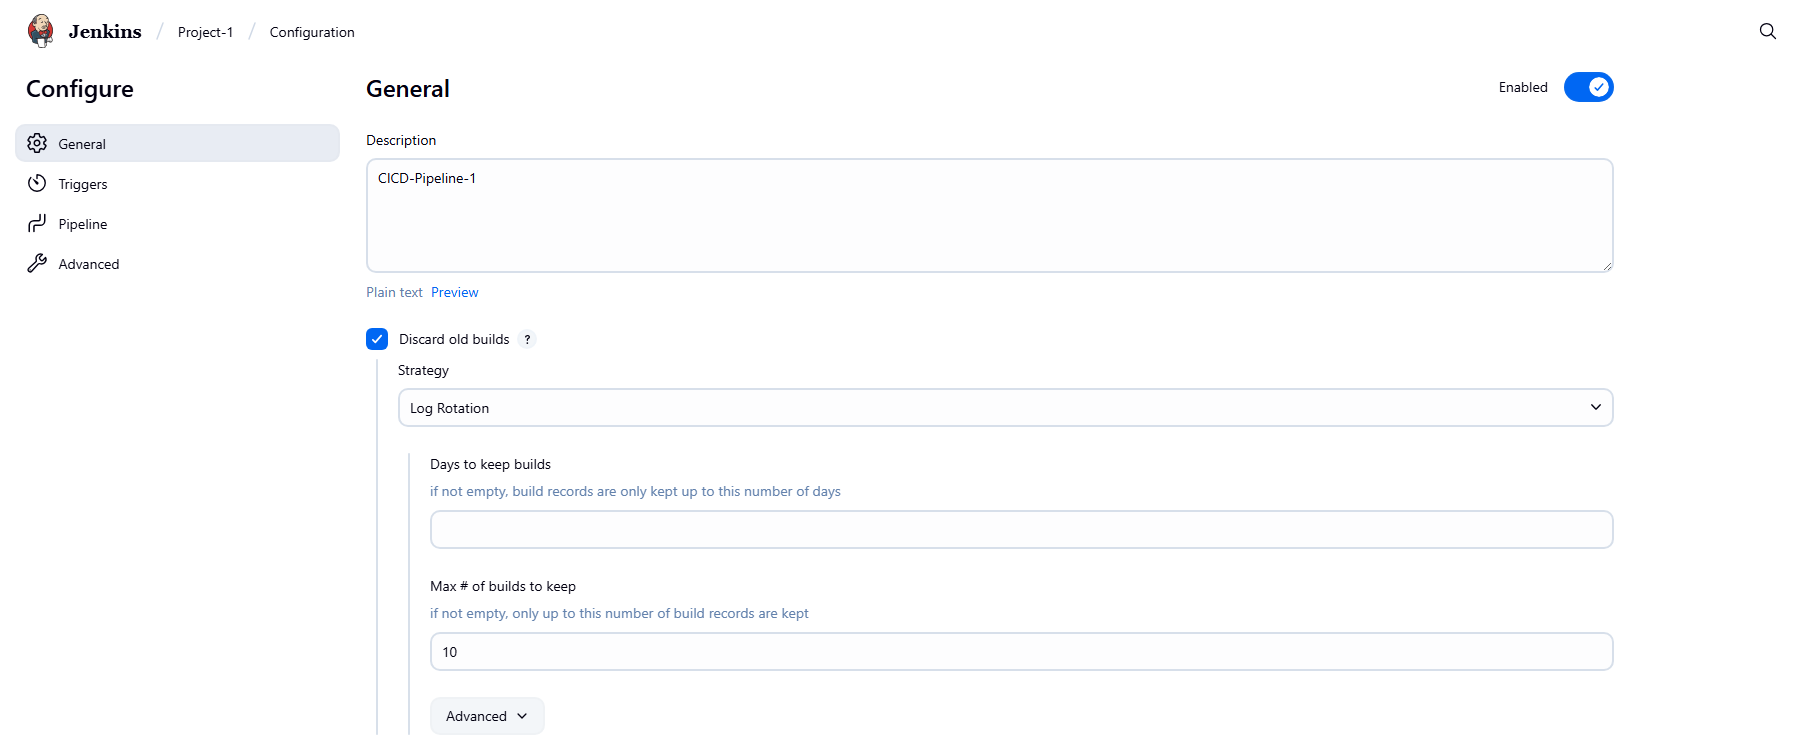 Jenkins / Project-1 / Configuration
Configure
General
Triggers
Pipeline
Advanced
General
Enabled
Description
CICD-Pipeline-1
Plain text Preview
Discard old builds ?
Strategy
Log Rotation
Days to keep builds
if not empty, build records are only kept up to this number of days
Max # of builds to keep
if not empty, only up to this number of build records are kept
10
Advanced